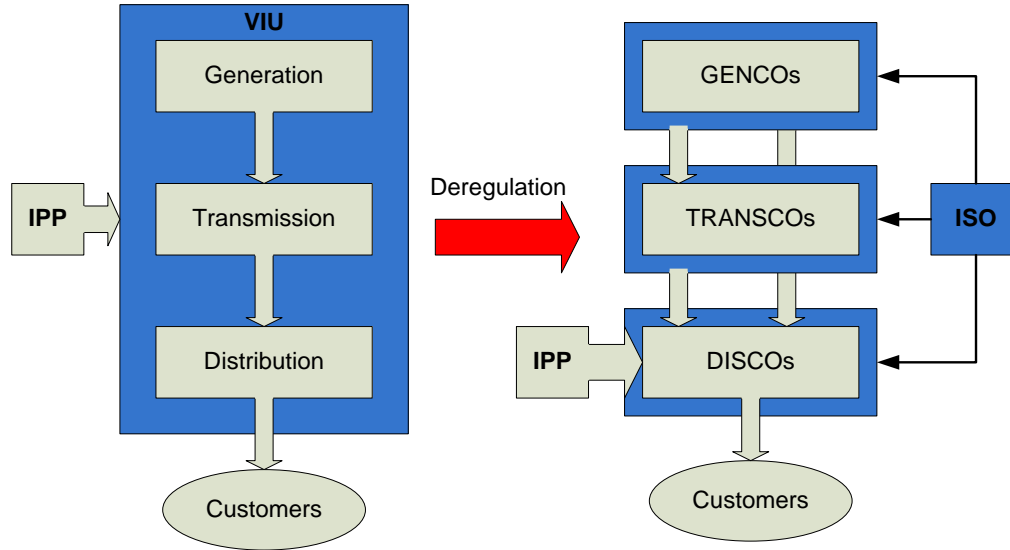 VIU
Generation
IPP
Transmission
Distribution
Customers
Deregulation
GENCOs
TRANSCOs
ISO
IPP
DISCOs
Customers